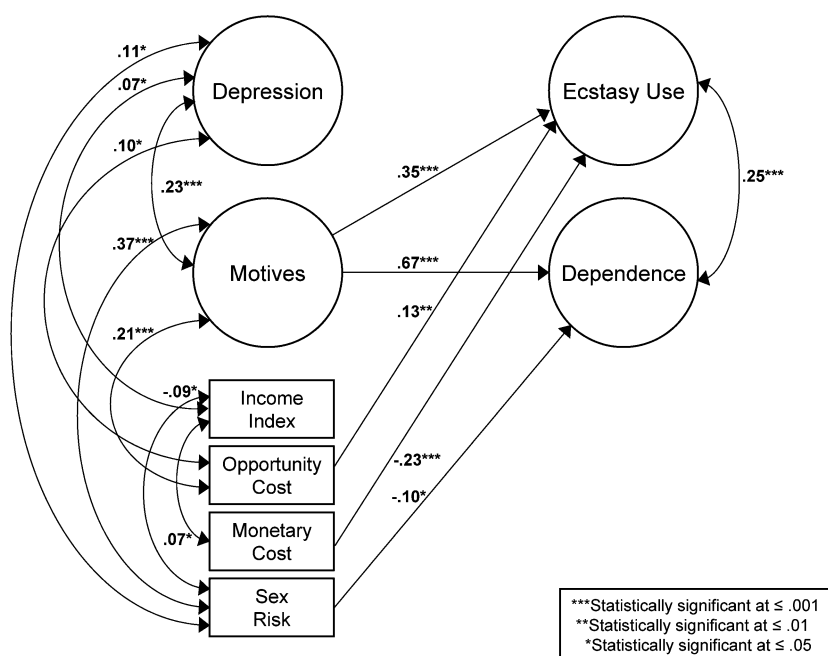 .11*
.07*
Depression
Ecstasy Use
.10*
.35***
.25***
.23***
.37***
Motives
.67***
Dependence
.13**
.21***
-.09*
Income
Index
Opportunity
Cost
-.23***
-.10*
Monetary
Cost
.07*
Sex
Risk
***Statistically significant at ≤ .001
**Statistically significant at ≤ .01
*Statistically significant at ≤ .05